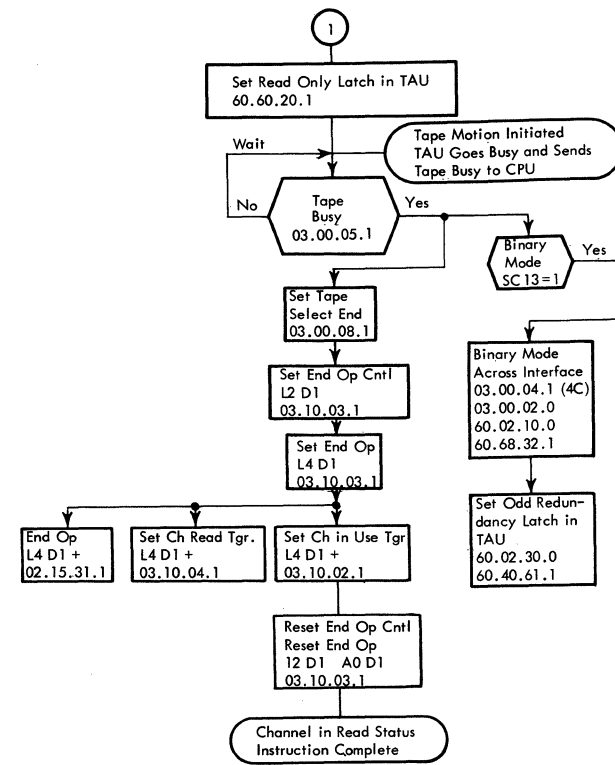 1
Set Read Only Latch in TAU
60.60.20.1
Wait
Tape Motion Initiated
TAU Goes Busy and Sends
Tape Busy to CPU
No
Tape
Busy
03.00.05.1
Yes
Binary
Mode
SC13=1
Yes
Set Tape
Select End
03.00.08.1
Binary Mode
Across Interface
03.00.04.1 (4C)
03.00.02.0
60.02.10.0
60.68.32.1
Set End Op Cntl
L2 D1
03.10.03.1
Set End Op
L4 D1
03.10.03.1
Set Odd Redun-
dancy Latch in
TAU
60.02.30.0
60.40.61.1
End Op
L4 D1 +
02.15.31.1
Set Ch Read Tgr.
L4 D1 +
03.10.04.1
Set Ch in Use Tgr
L4 D1 +
03.10.02.1
Reset End Op Cntl
Reset End Op
12 D1 A0 D1
03.10.03.1
Channel in Read Status
Instruction Complete